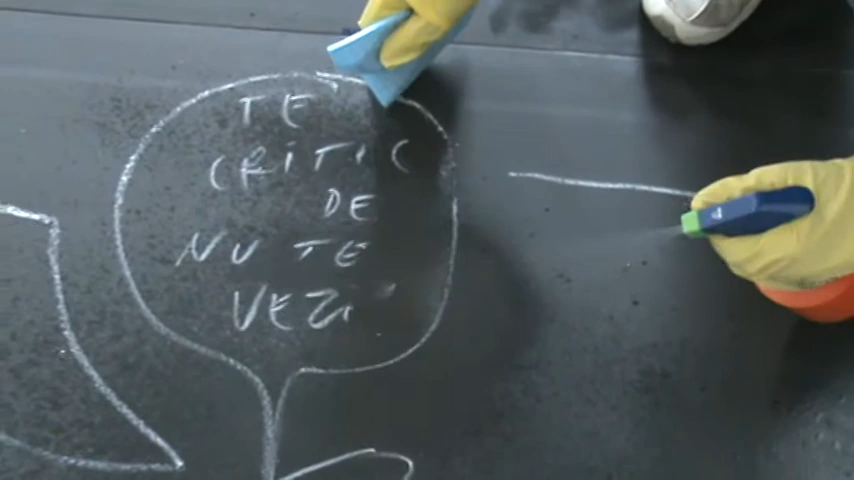 TE
CRITIC
DE
NU TE
VEZI